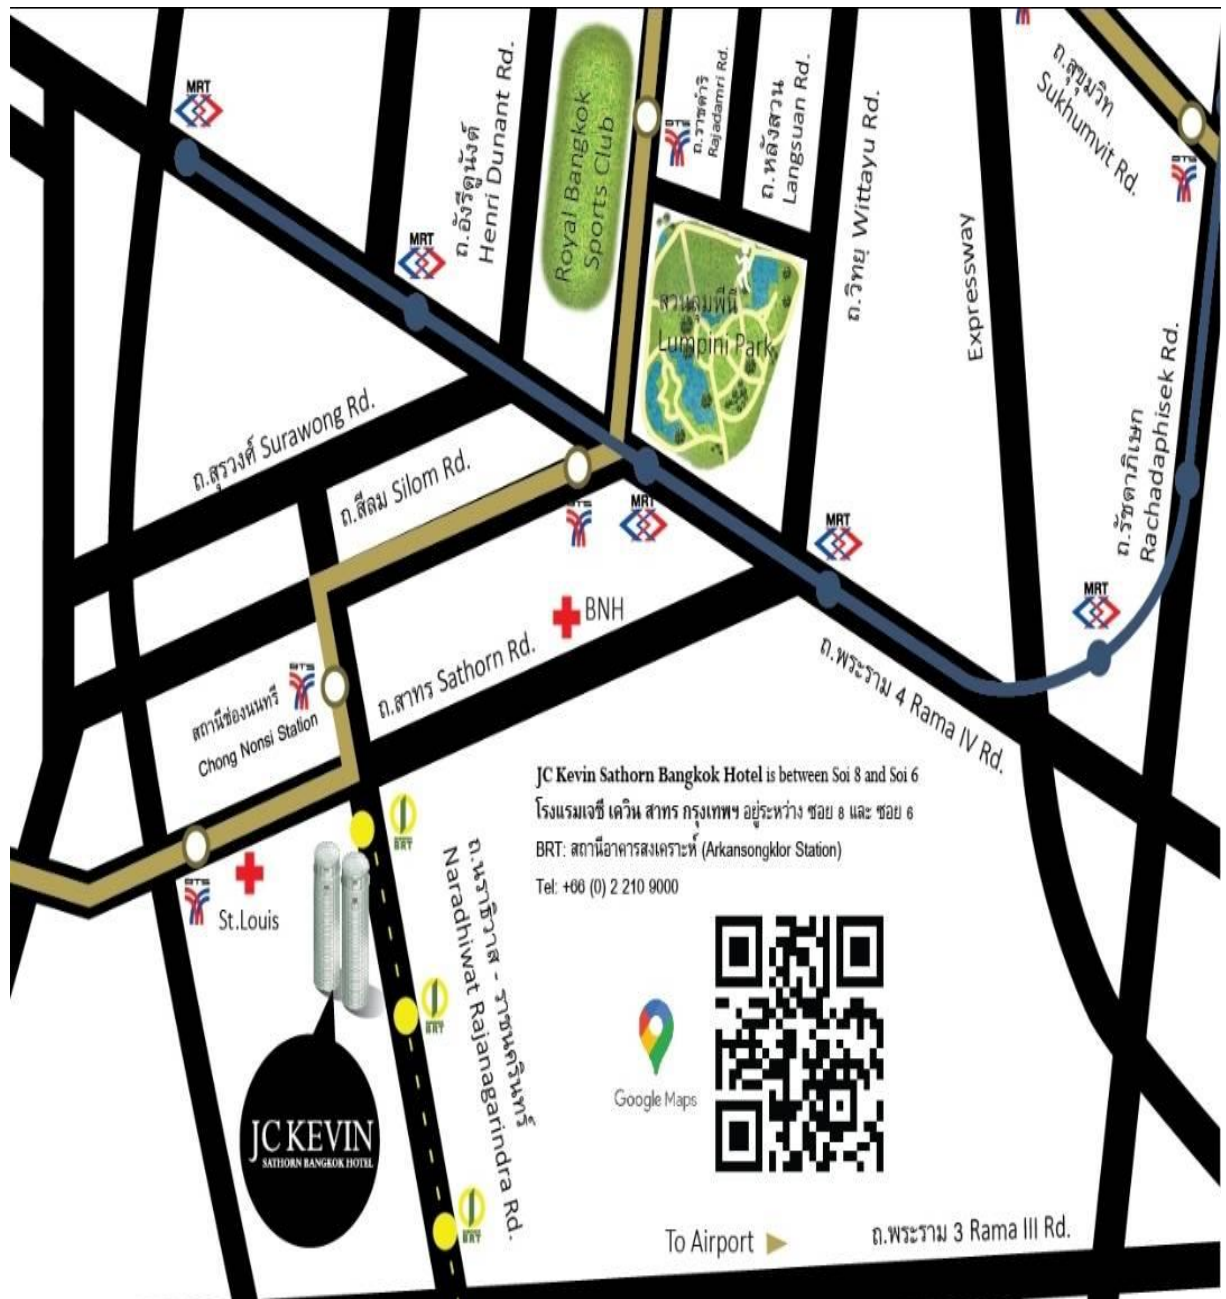 MRT
ถ.อังรีดูนังต์
Henri Dunant Rd.
MRT
Royal Bangkok
Sports Club
BTS
ถ.ราชดำริ
Rajadamri Rd.
ถ.หลังสวน
Langsuan Rd.
ถ.วิทยุ Wittayu Rd.
ถ.สุขุมวิท
Sukhumvit Rd.
BTS
Expressway
สวนลุมพินี
Lumpini Park
ถ.รัชดาภิเษก
Rachadaphisek Rd.
ถ.สุรวงศ์ Surawong Rd.
ถ.สีลม Silom Rd.
BTS
MRT
MRT
MRT
BNH
ถ.สาทร Sathorn Rd.
ถ.พระราม 4 Rama IV Rd.
BTS
สถานีช่องนนทรี
Chong Nonsi Station
JC Kevin Sathorn Bangkok Hotel is between Soi 8 and Soi 6
โรงแรมเจซี เควิน สาทร กรุงเทพฯ อยู่ระหว่าง ซอย 8 และ ซอย 6
BRT: สถานีอาคารสงเคราะห์ (Arkansongklor Station)
Tel: +66 (0) 2 210 9000
BRT
BTS
St.Louis
ถ.นราธิวาส - ราชนครินทร์
Naradhiwat Rajanagarindra Rd.
BRT
Google Maps
JC KEVIN
SATHORN BANGKOK HOTEL
BRT
To Airport
ถ.พระราม 3 Rama III Rd.